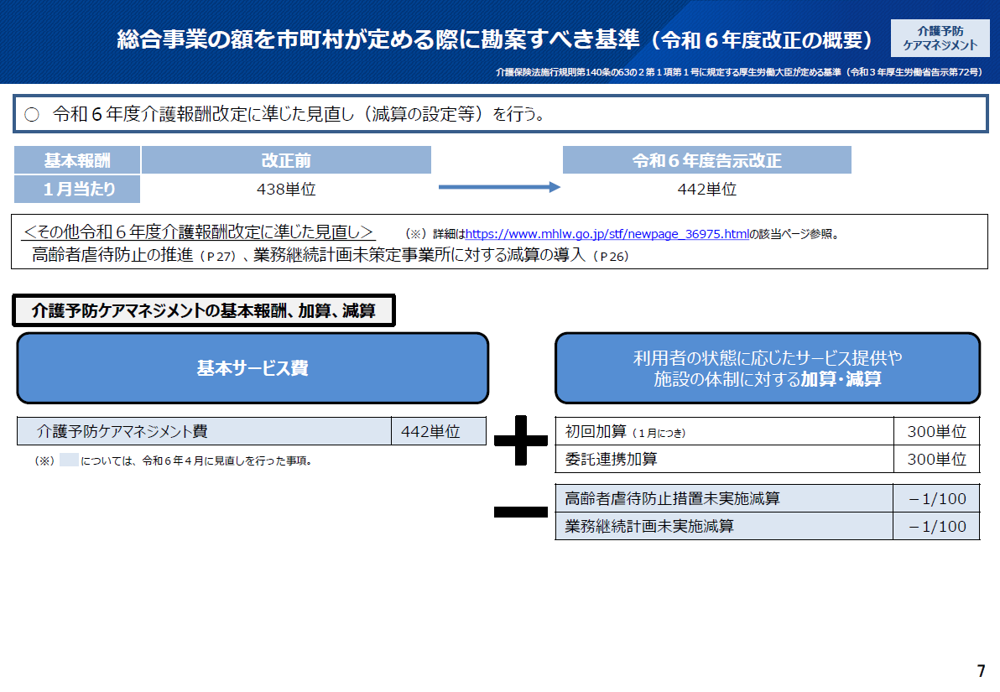 総合事業の額を市町村が定める際に勘案すべき基準（令和６年度改正の概要）
介護予防
ケアマネジメント
介護保険法施行規則第140条の63の２第１項第１号に規定する厚生労働大臣が定める基準（令和３年厚生労働省告示第72号）
○ 令和６年度介護報酬改定に準じた見直し（減算の設定等）を行う。
基本報酬 改正前 令和６年度告示改正
１月当たり 438単位 442単位
＜その他令和６年度介護報酬改定に準じた見直し＞ （※）詳細はhttps://www.mhlw.go.jp/stf/newpage_36975.htmlの該当ページ参照。
高齢者虐待防止の推進（Ｐ27）、業務継続計画未策定事業所に対する減算の導入（Ｐ26）
介護予防ケアマネジメントの基本報酬、加算、減算
基本サービス費
利用者の状態に応じたサービス提供や
施設の体制に対する加算・減算
介護予防ケアマネジメント費 442単位
（※） については、令和６年４月に見直しを行った事項。
＋
初回加算（１月につき） 300単位
委託連携加算 300単位
－
高齢者虐待防止措置未実施減算 －1/100
業務継続計画未実施減算 －1/100
7